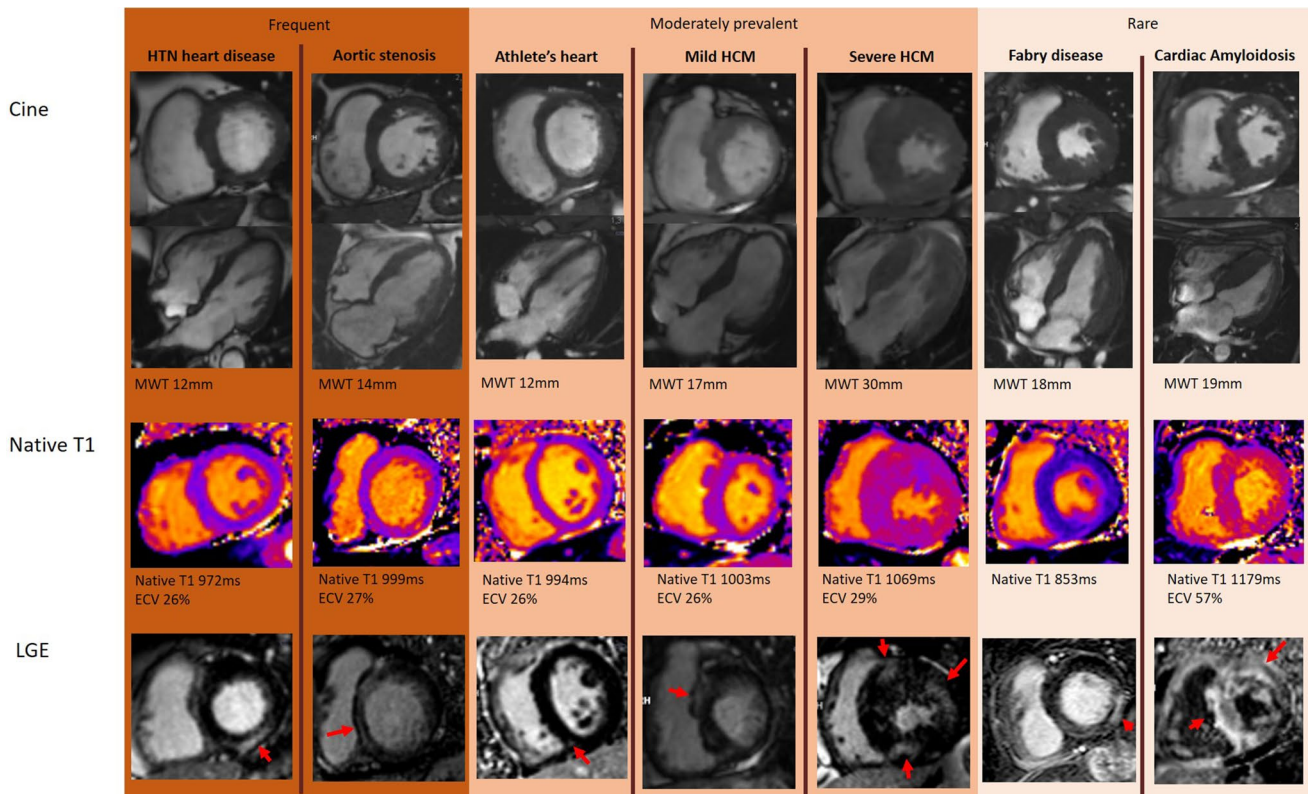 Frequent
Moderately prevalent
Rare
HTN heart disease
Aortic stenosis
Athlete's heart
Mild HCM
Severe HCM
Fabry disease
Cardiac Amyloidosis
Cine
MWT 12mm
MWT 14mm
MWT 12mm
MWT 17mm
MWT 30mm
MWT 18mm
MWT 19mm
Native T1
Native T1 972ms
ECV 26%
Native T1 999ms
ECV 27%
Native T1 994ms
ECV 26%
Native T1 1003ms
ECV 26%
Native T1 1069ms
ECV 29%
Native T1 853ms
Native T1 1179ms
ECV 57%
LGE